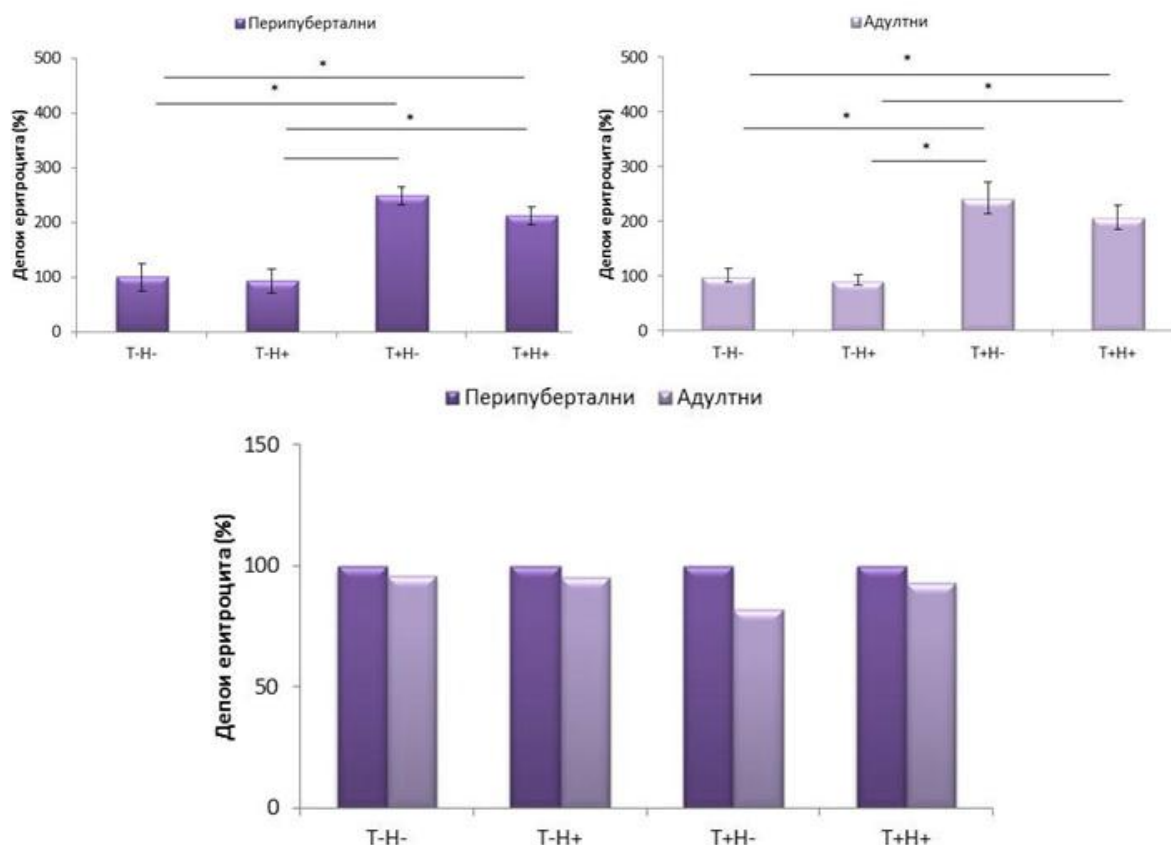 Перипубертални
Депои еритроцита (%)
500
*
400
*
*
300
200
100
0
Т-Н-
Т-Н+
Т+Н-
Т+Н+
Адултни
Депои еритроцита (%)
500
*
*
400
*
300
*
200
100
0
Т-Н-
Т-Н+
Т+Н-
Т+Н+
Перипубертални Адултни
Депои еритроцита (%)
150
100
50
0
Т-Н-
Т-Н+
Т+Н-
Т+Н+